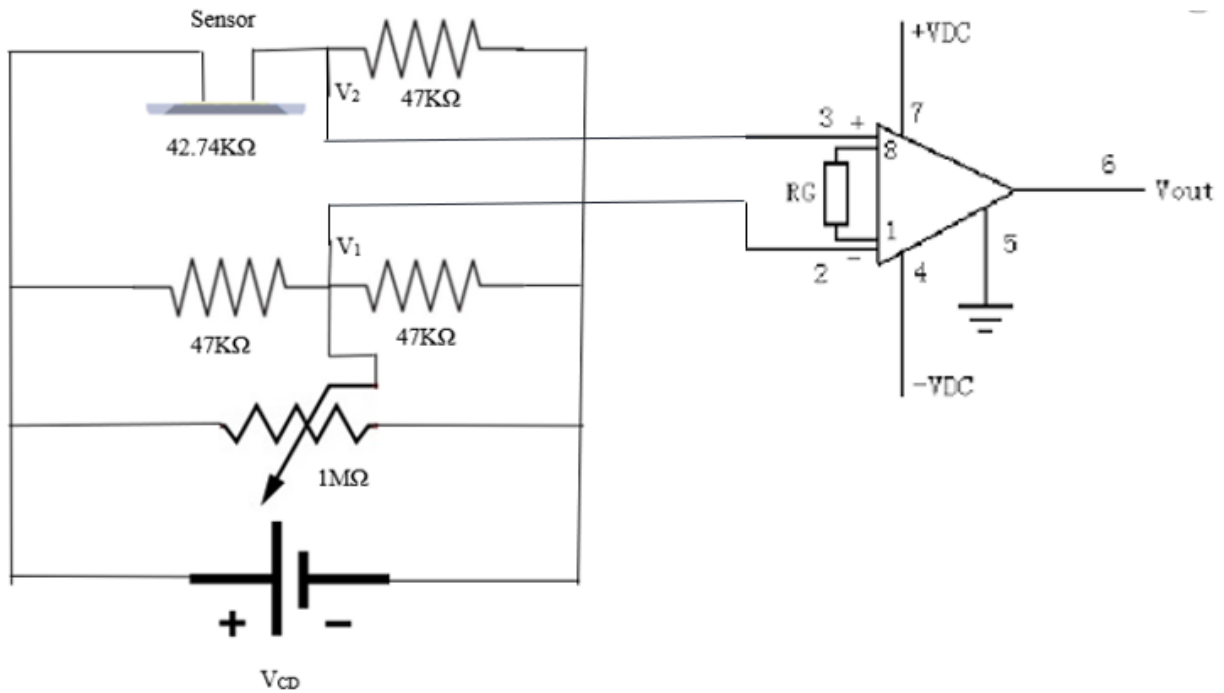 Sensor
+VDC
V₂
47KΩ
42.74KΩ
3 +
7
8
RG
6
Vout
1
5
2 −
4
V₁
47KΩ
47KΩ
−VDC
1MΩ
+ −
V_CD